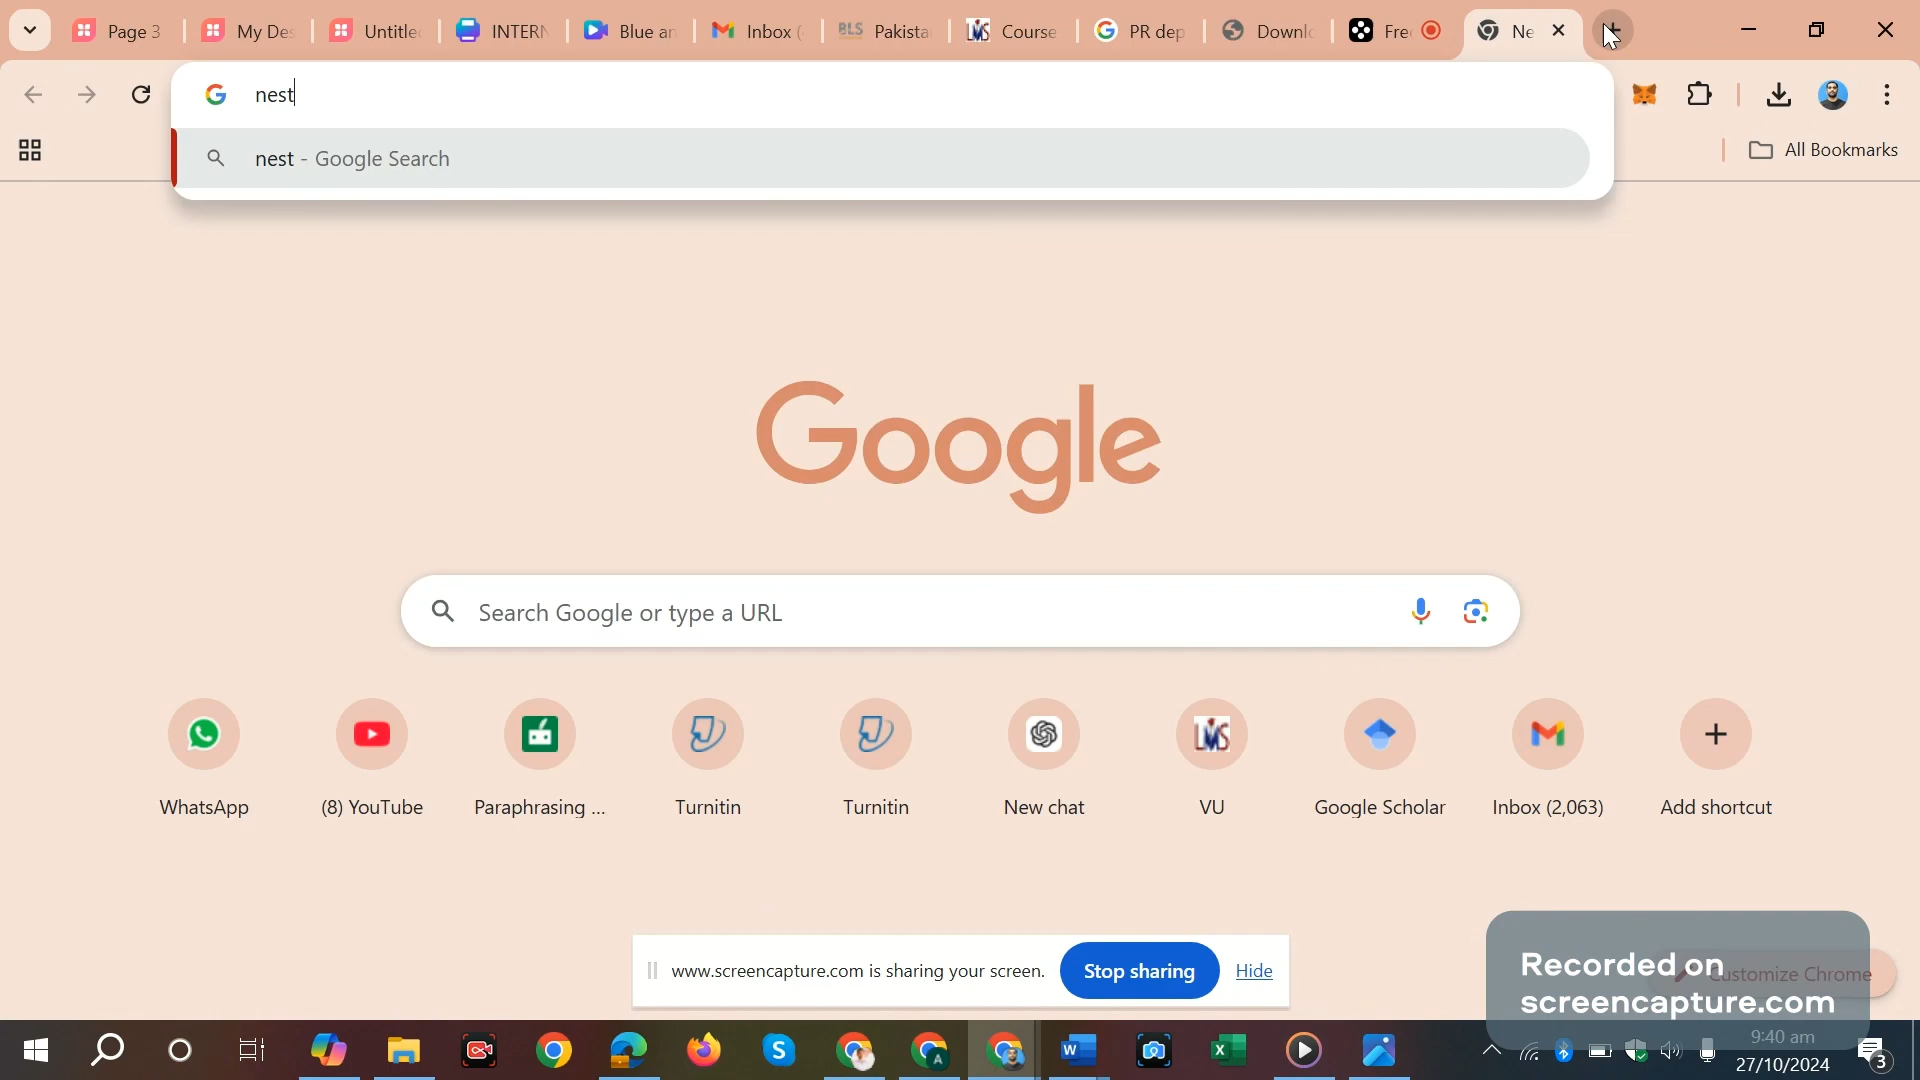 Page 3
My Des
Untitle
INTERN
Blue an
Inbox (
BLS
Pakista
Course
PR dep
Downlo
Fre
Ne
nest
nest - Google Search
All Bookmarks
Google
Search Google or type a URL
WhatsApp
(8) YouTube
Paraphrasing ...
Turnitin
Turnitin
New chat
VU
Google Scholar
Inbox (2,063)
Add shortcut
www.screencapture.com is sharing your screen.
Stop sharing
Hide
Customize Chrome
Recorded on
screencapture.com
9:40 am
27/10/2024
3